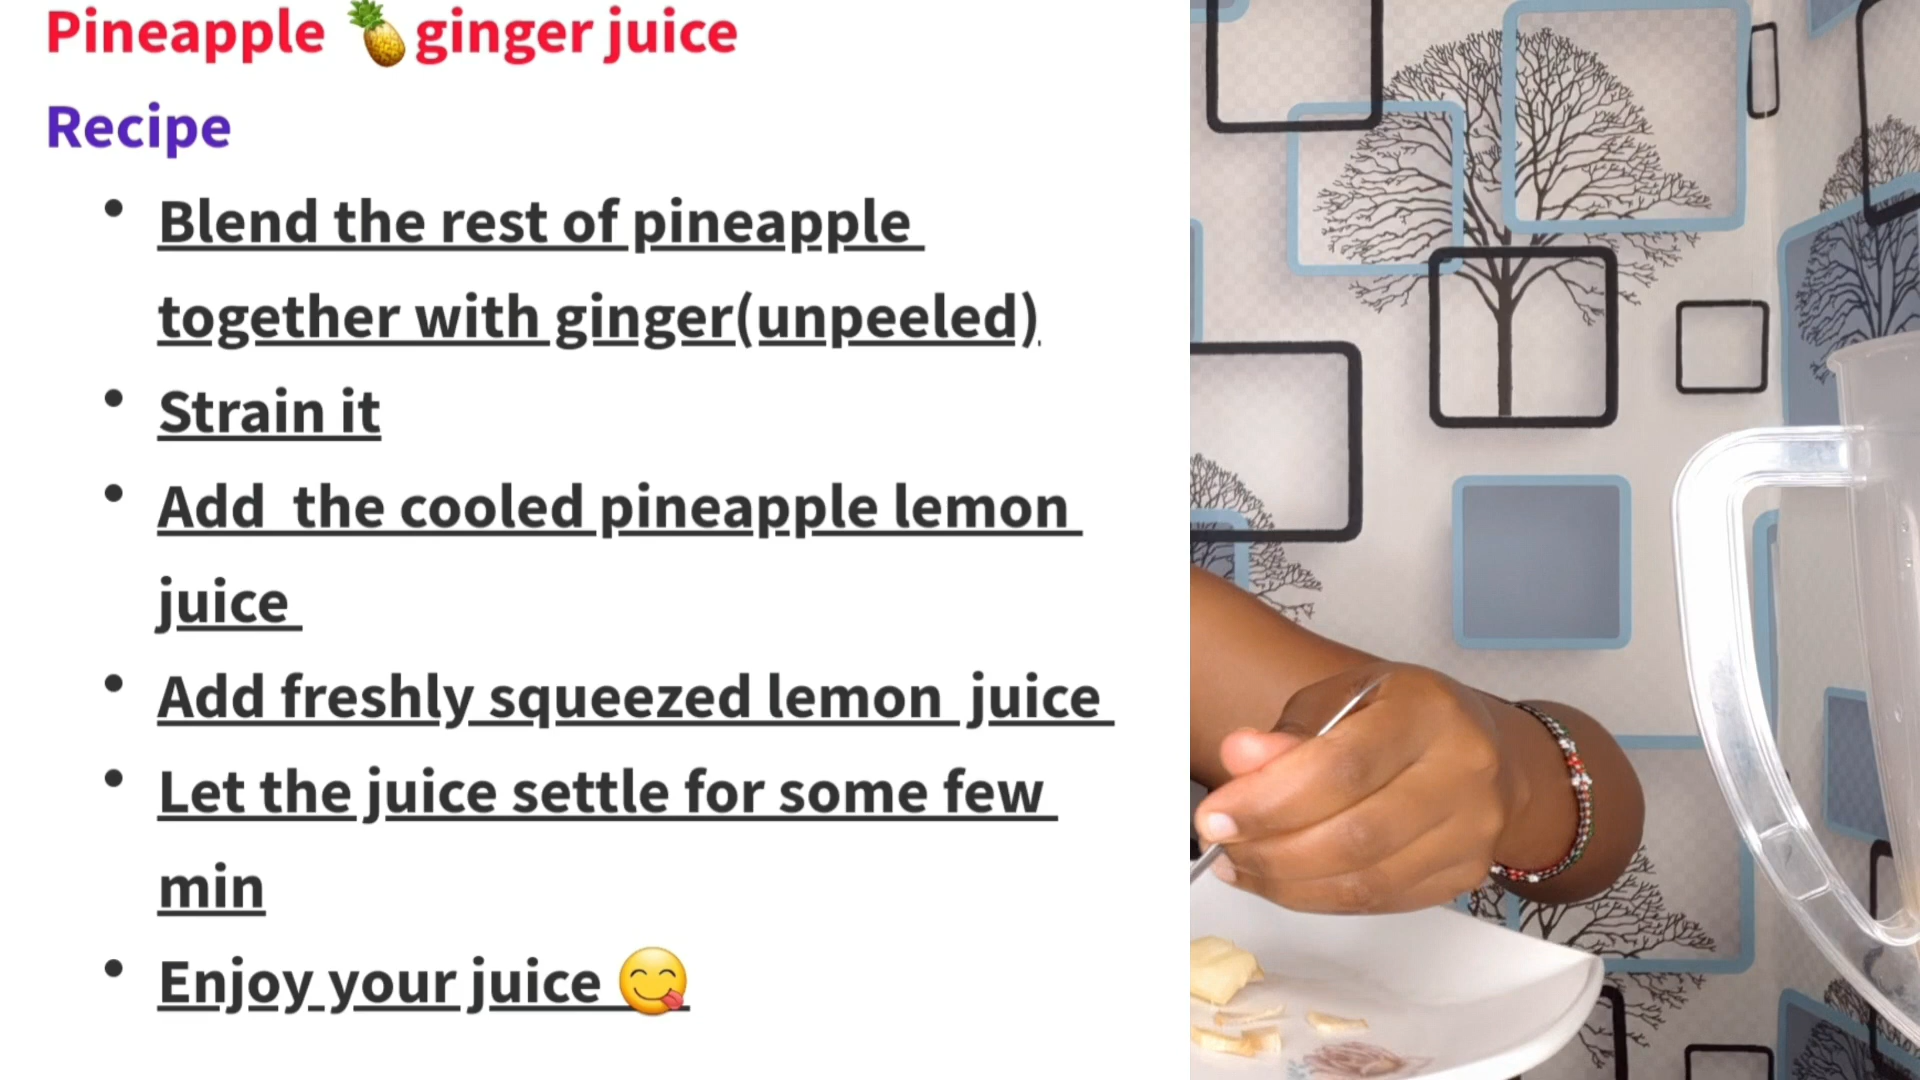 Pineapple 🍍ginger juice
Recipe
• Blend the rest of pineapple
together with ginger(unpeeled)
• Strain it
• Add  the cooled pineapple lemon
juice
• Add freshly squeezed lemon  juice
• Let the juice settle for some few
min
• Enjoy your juice 😋